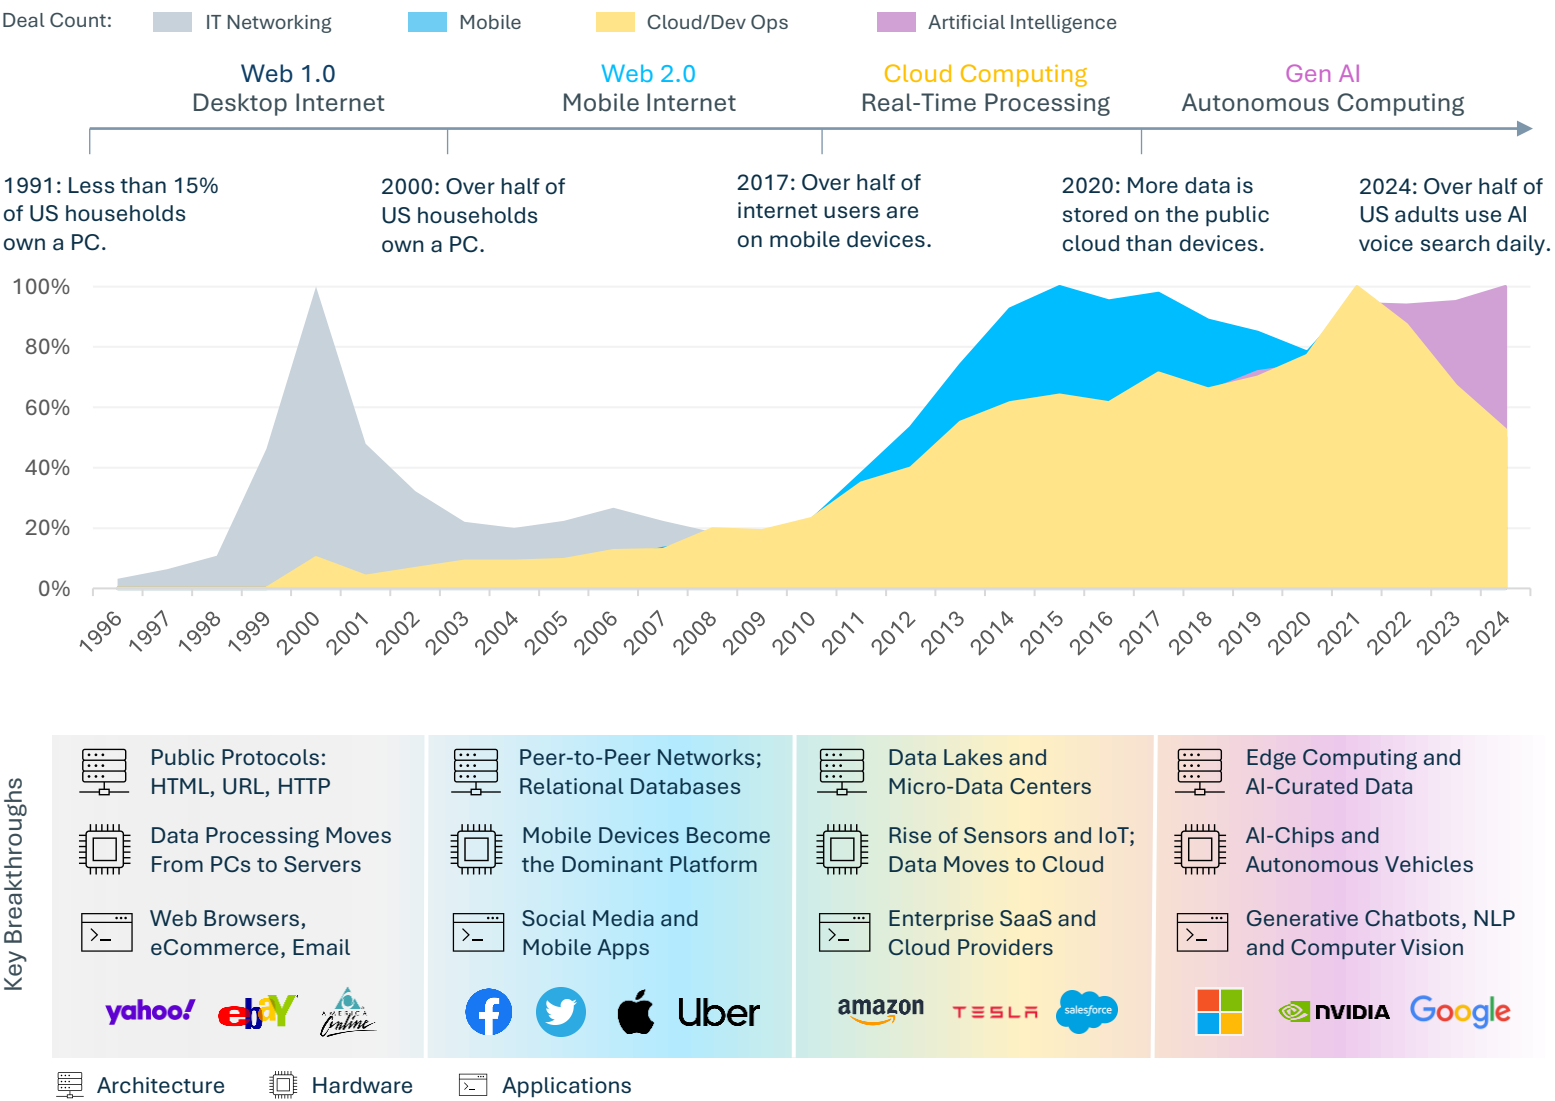 Deal Count: IT Networking Mobile Cloud/Dev Ops Artificial Intelligence
Web 1.0
Desktop Internet
Web 2.0
Mobile Internet
Cloud Computing
Real-Time Processing
Gen AI
Autonomous Computing
1991: Less than 15%
of US households
own a PC.
2000: Over half of
US households
own a PC.
2017: Over half of
internet users are
on mobile devices.
2020: More data is
stored on the public
cloud than devices.
2024: Over half of
US adults use AI
voice search daily.
100%
80%
60%
40%
20%
0%
1996 1997 1998 1999 2000 2001 2002 2003 2004 2005 2006 2007 2008 2009 2010 2011 2012 2013 2014 2015 2016 2017 2018 2019 2020 2021 2022 2023 2024
Key Breakthroughs
Public Protocols:
HTML, URL, HTTP
Data Processing Moves
From PCs to Servers
Web Browsers,
eCommerce, Email
yahoo! ebay AMERICA
Online
Peer-to-Peer Networks;
Relational Databases
Mobile Devices Become
the Dominant Platform
Social Media and
Mobile Apps
Uber
Data Lakes and
Micro-Data Centers
Rise of Sensors and IoT;
Data Moves to Cloud
Enterprise SaaS and
Cloud Providers
amazon TESLA salesforce
Edge Computing and
AI-Curated Data
AI-Chips and
Autonomous Vehicles
Generative Chatbots, NLP
and Computer Vision
NVIDIA Google
Architecture Hardware Applications